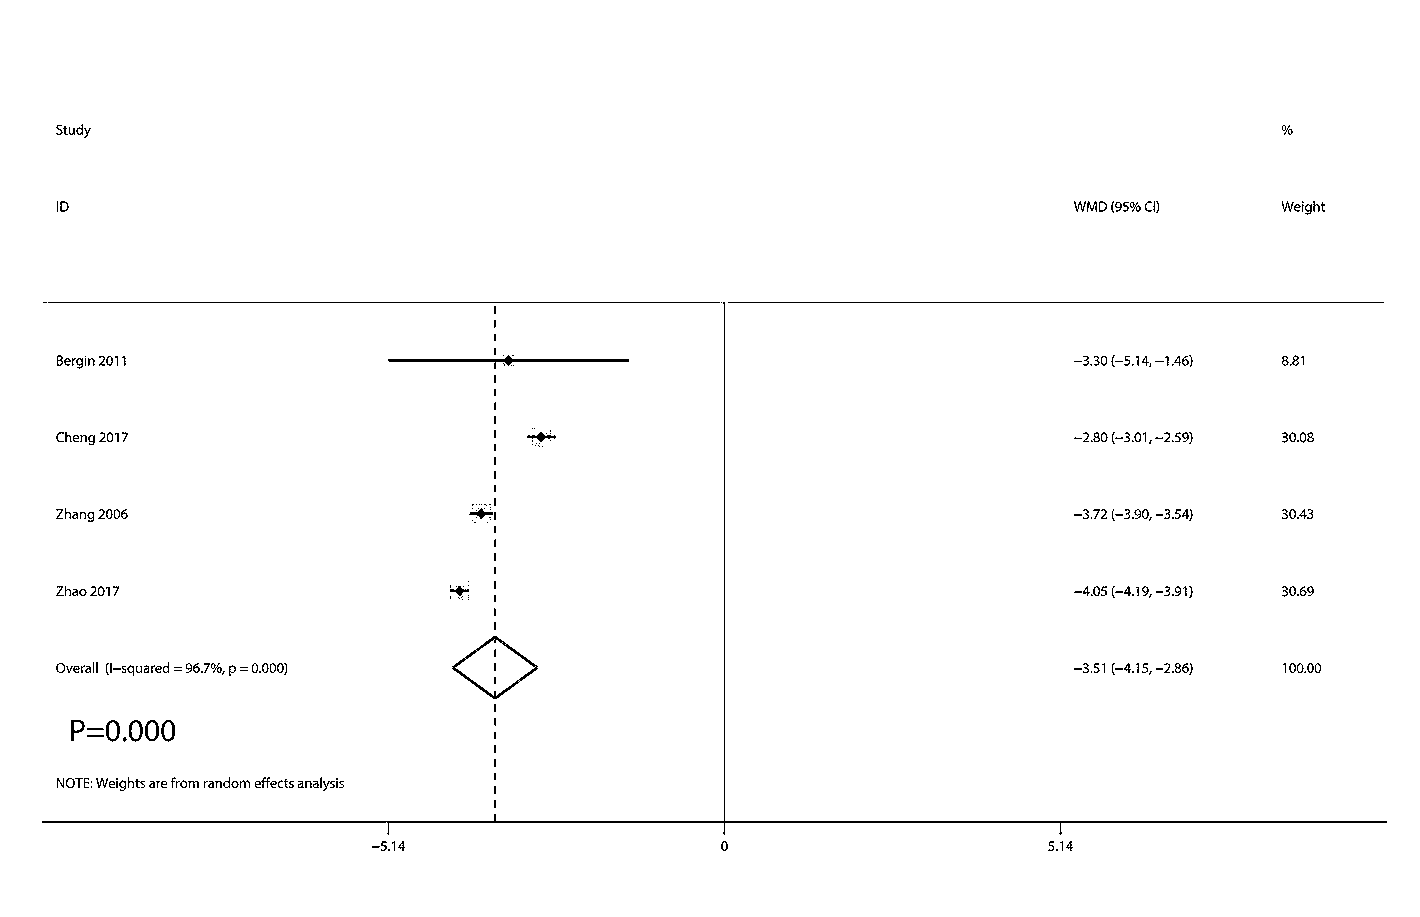 Study %
ID WMD (95% CI) Weight
Bergin 2011 −3.30 (−5.14, −1.46) 8.81
Cheng 2017 −2.80 (−3.01, −2.59) 30.08
Zhang 2006 −3.72 (−3.90, −3.54) 30.43
Zhao 2017 −4.05 (−4.19, −3.91) 30.69
Overall (I−squared = 96.7%, p = 0.000) −3.51 (−4.15, −2.86) 100.00
P=0.000
NOTE: Weights are from random effects analysis
−5.14 0 5.14